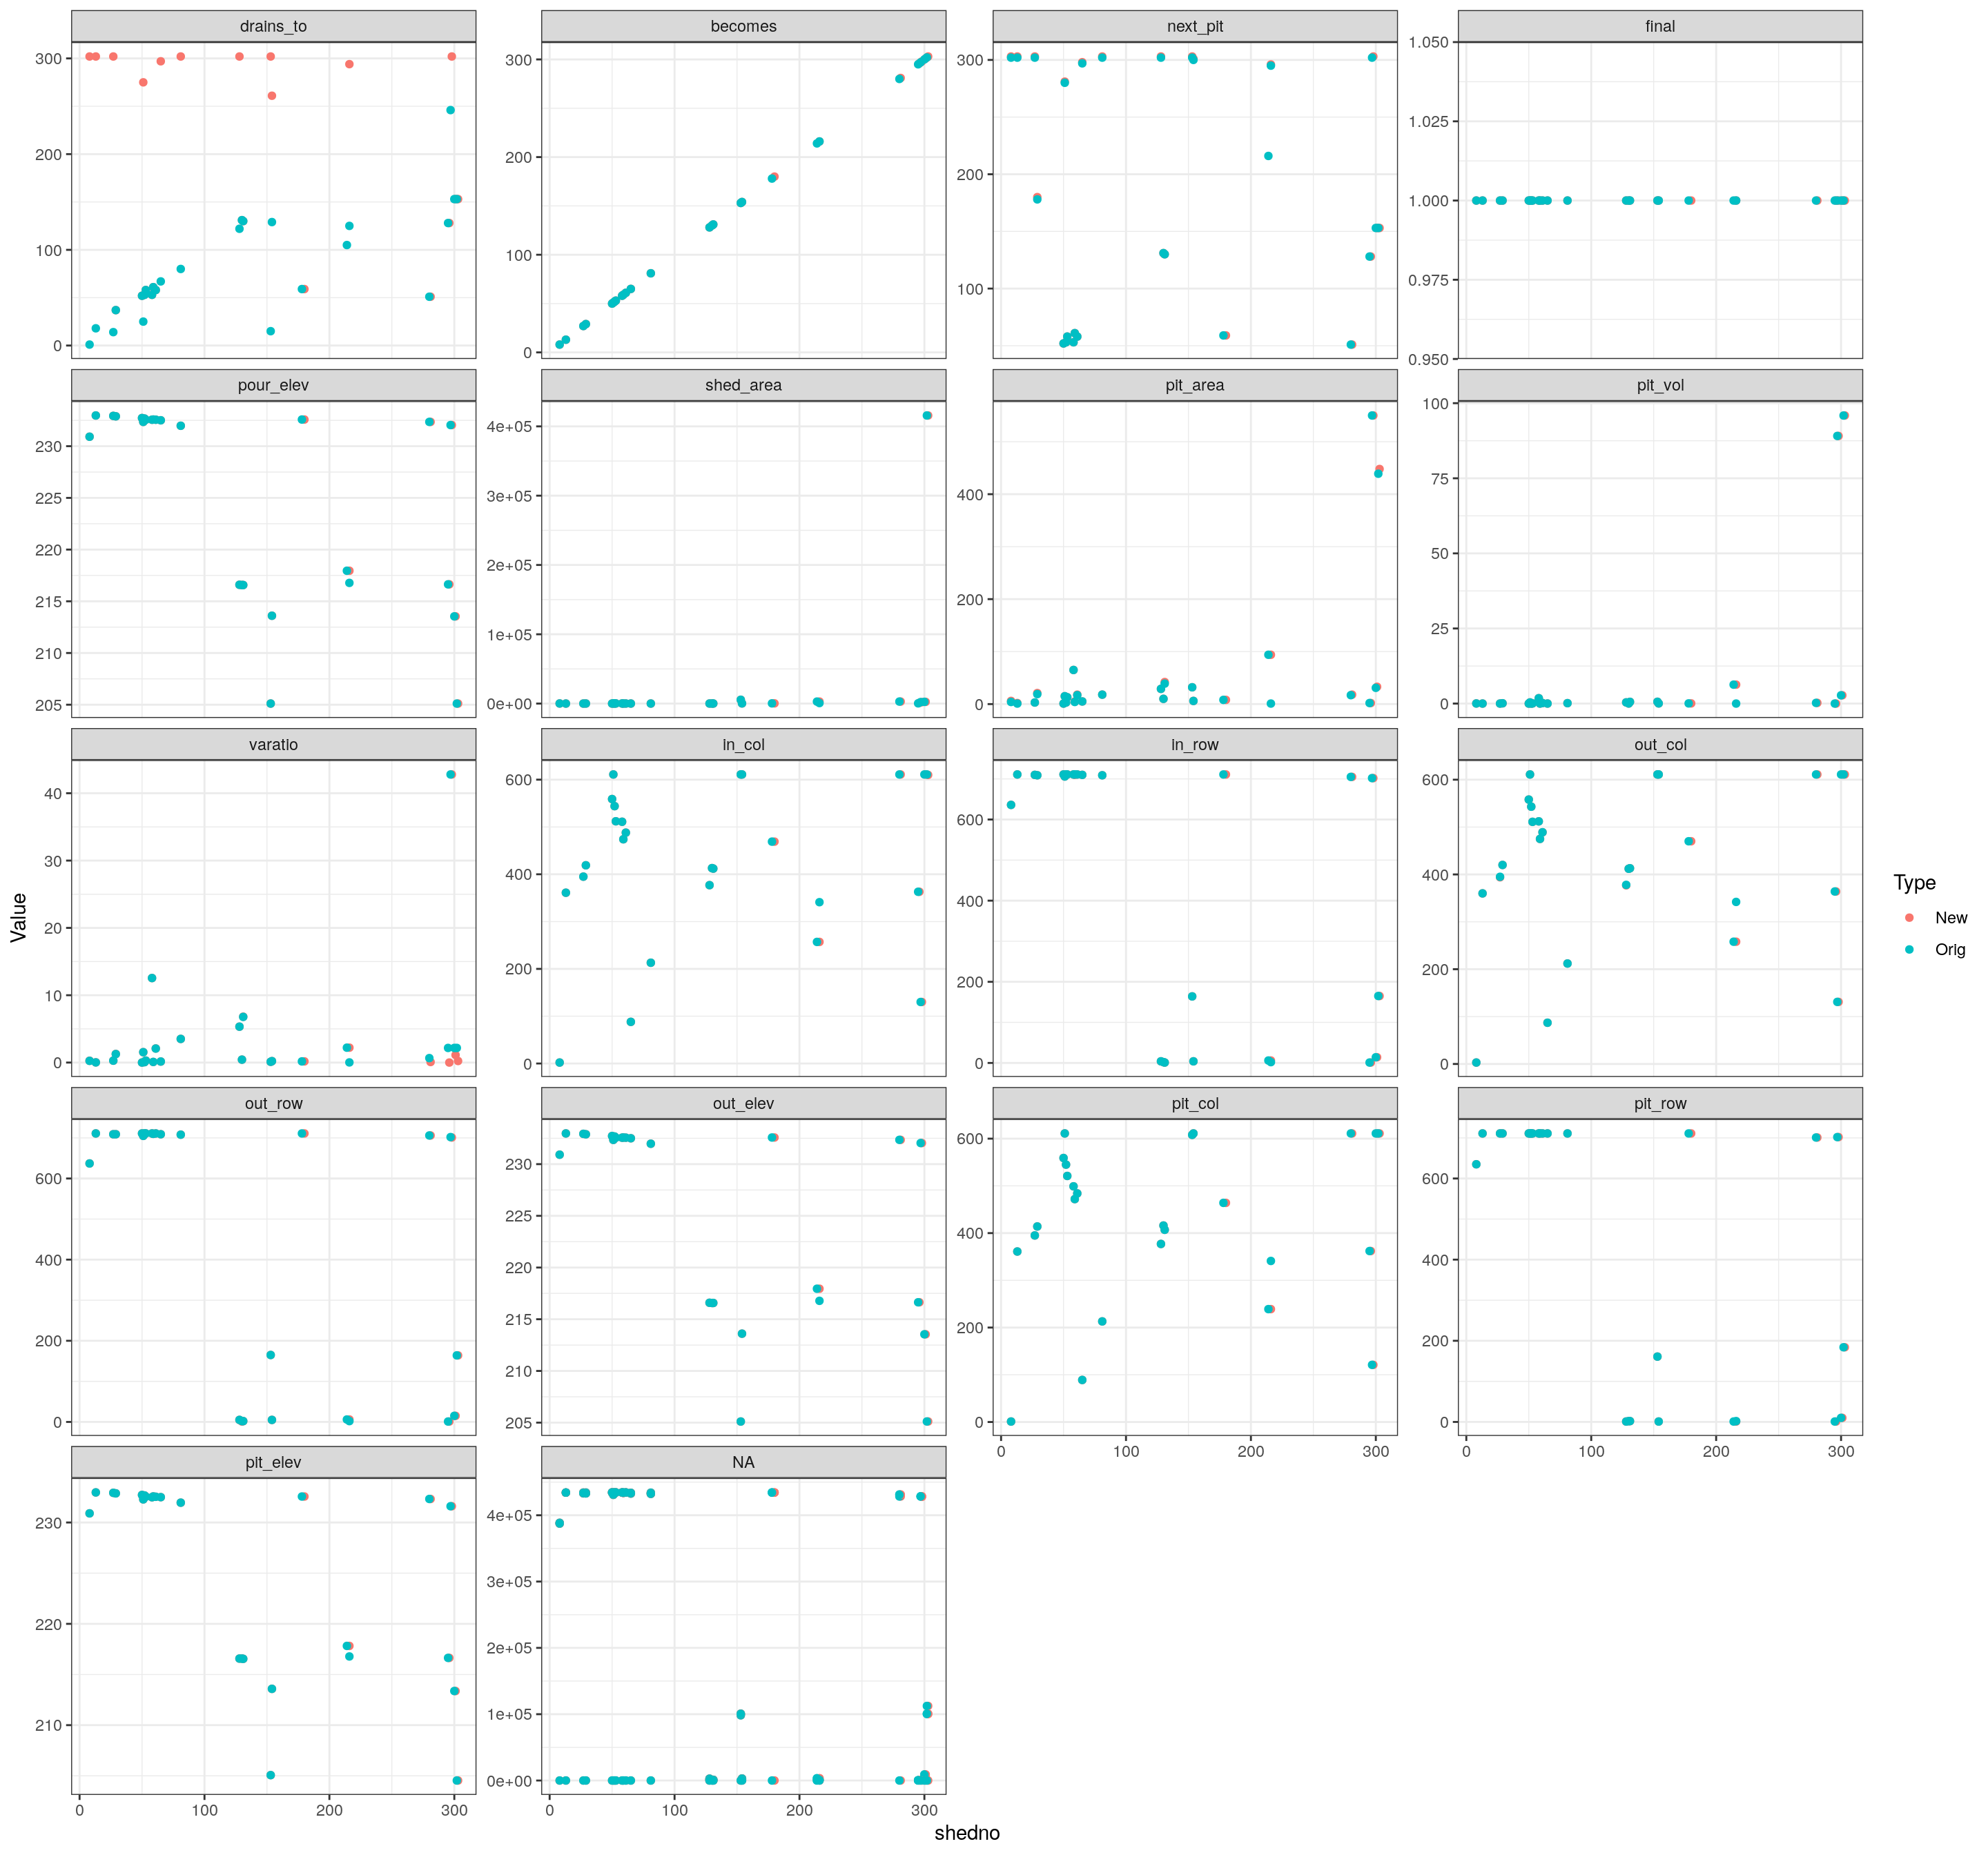 drains_to becomes next_pit final
300
200
100
0
300
200
100
0
300
200
100
1.050
1.025
1.000
0.975
0.950
pour_elev shed_area pit_area pit_vol
230
225
220
215
210
205
4e+05
3e+05
2e+05
1e+05
0e+00
400
200
0
100
75
50
25
0
varatio in_col in_row out_col
40
30
20
10
0
600
400
200
0
600
400
200
0
600
400
200
0
out_row out_elev pit_col pit_row
600
400
200
0
230
225
220
215
210
205
600
400
200
0
600
400
200
0
0 100 200 300
0 100 200 300
pit_elev NA
230
220
210
4e+05
3e+05
2e+05
1e+05
0e+00
0 100 200 300
0 100 200 300
shedno
Value
Type
New
Orig